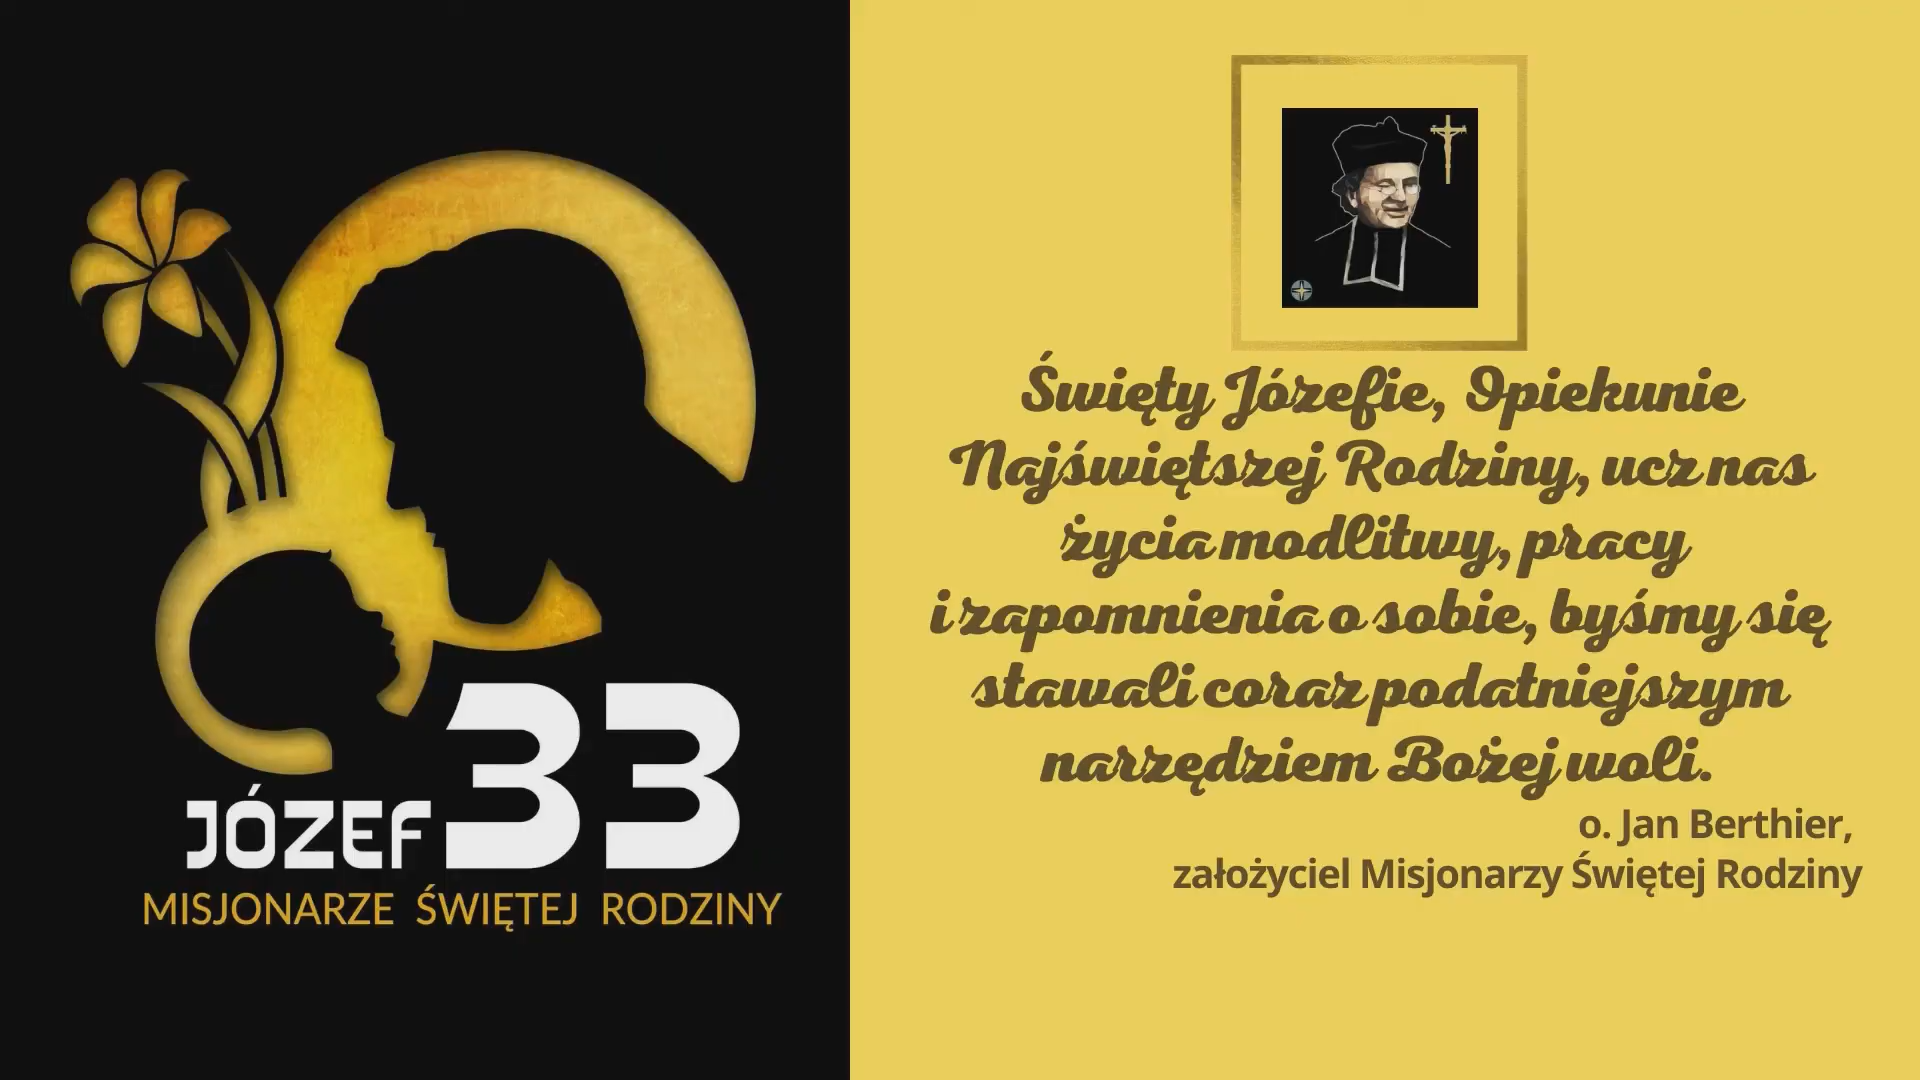 JÓZEF 33
MISJONARZE ŚWIĘTEJ RODZINY
Święty Józefie, Opiekunie
Najświętszej Rodziny, ucz nas
życia modlitwy, pracy
i zapomnienia o sobie, byśmy się
stawali coraz podatniejszym
narzędziem Bożej woli.
o. Jan Berthier,
założyciel Misjonarzy Świętej Rodziny